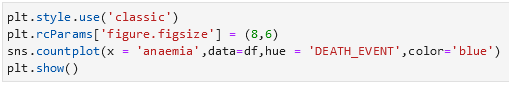 plt.style.use('classic')
plt.rcParams['figure.figsize'] = (8,6)
sns.countplot(x = 'anaemia',data=df,hue = 'DEATH_EVENT',color='blue')
plt.show()